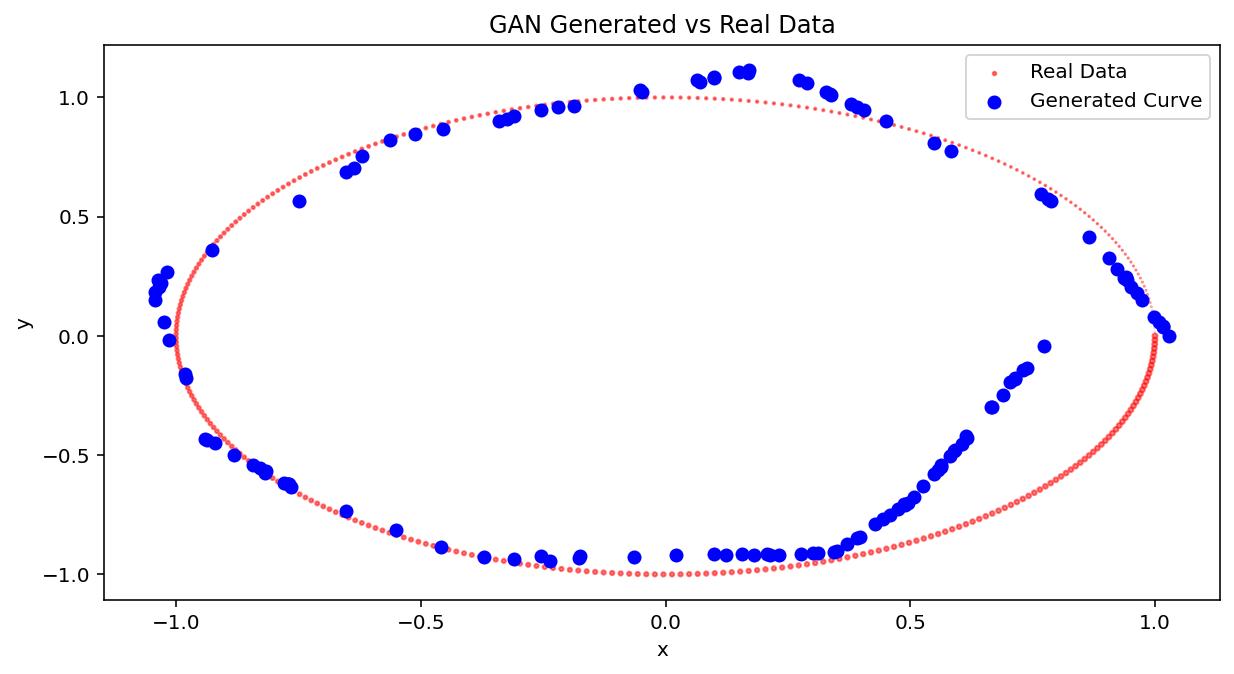 GAN Generated vs Real Data
Real Data
Generated Curve
1.0
0.5
0.0
−0.5
−1.0
y
−1.0 −0.5 0.0 0.5 1.0
x